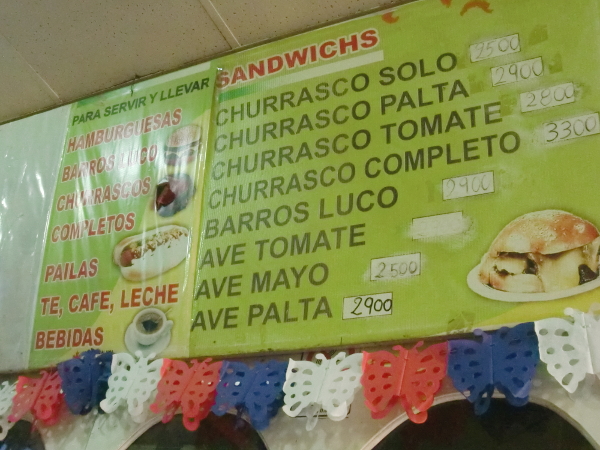 PARA SERVIR Y LLEVAR
HAMBURGUESAS
BARROS LUCO
CHURRASCOS
COMPLETOS
PAILAS
TE, CAFE, LECHE
BEBIDAS
SANDWICHS
CHURRASCO SOLO 2500
CHURRASCO PALTA 2900
CHURRASCO TOMATE 2800
CHURRASCO COMPLETO 3300
BARROS LUCO 2900
AVE TOMATE
AVE MAYO 2500
AVE PALTA 2900